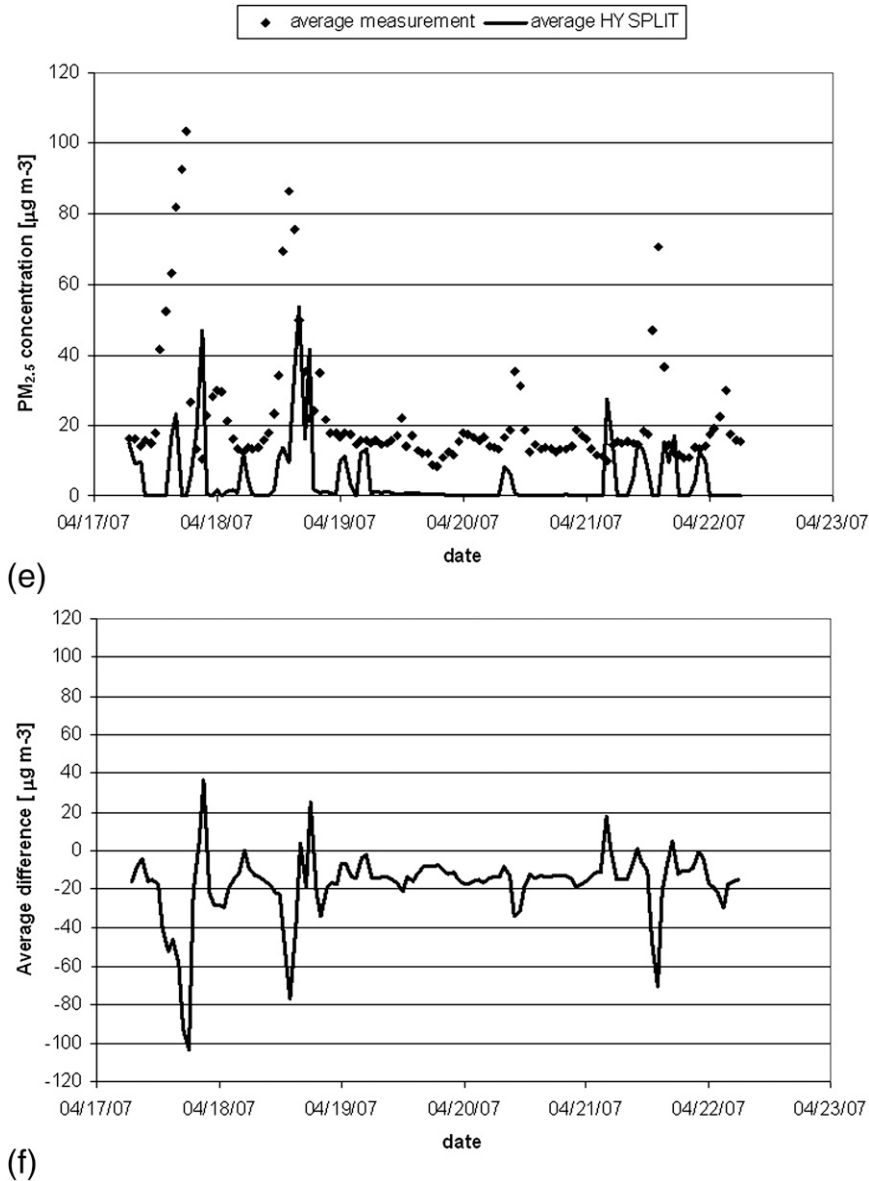 average measurement average HYSPLIT
120
100
80
60
40
20
0
PM2.5 concentration [µg m-3]
04/17/07 04/18/07 04/19/07 04/20/07 04/21/07 04/22/07 04/23/07
date
(e)
120
100
80
60
40
20
0
-20
-40
-60
-80
-100
-120
Average difference [ µg m-3]
04/17/07 04/18/07 04/19/07 04/20/07 04/21/07 04/22/07 04/23/07
date
(f)